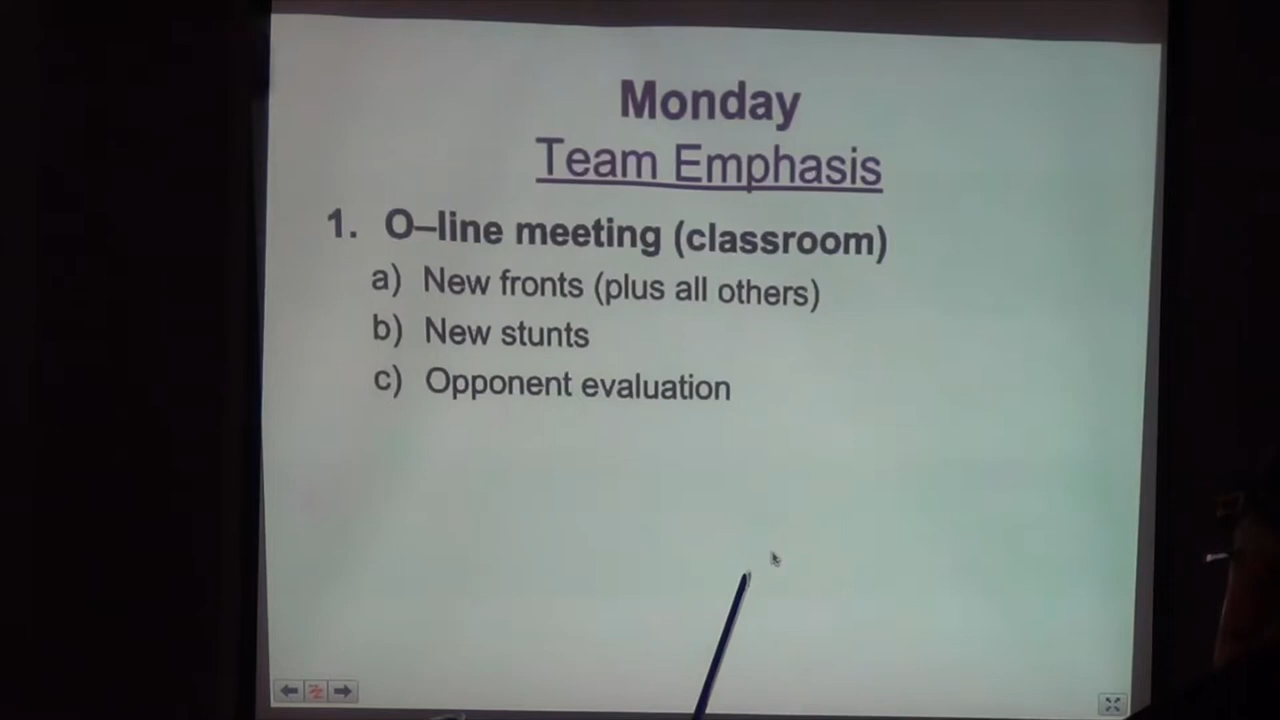 Monday
Team Emphasis
1. O–line meeting (classroom)
a) New fronts (plus all others)
b) New stunts
c) Opponent evaluation